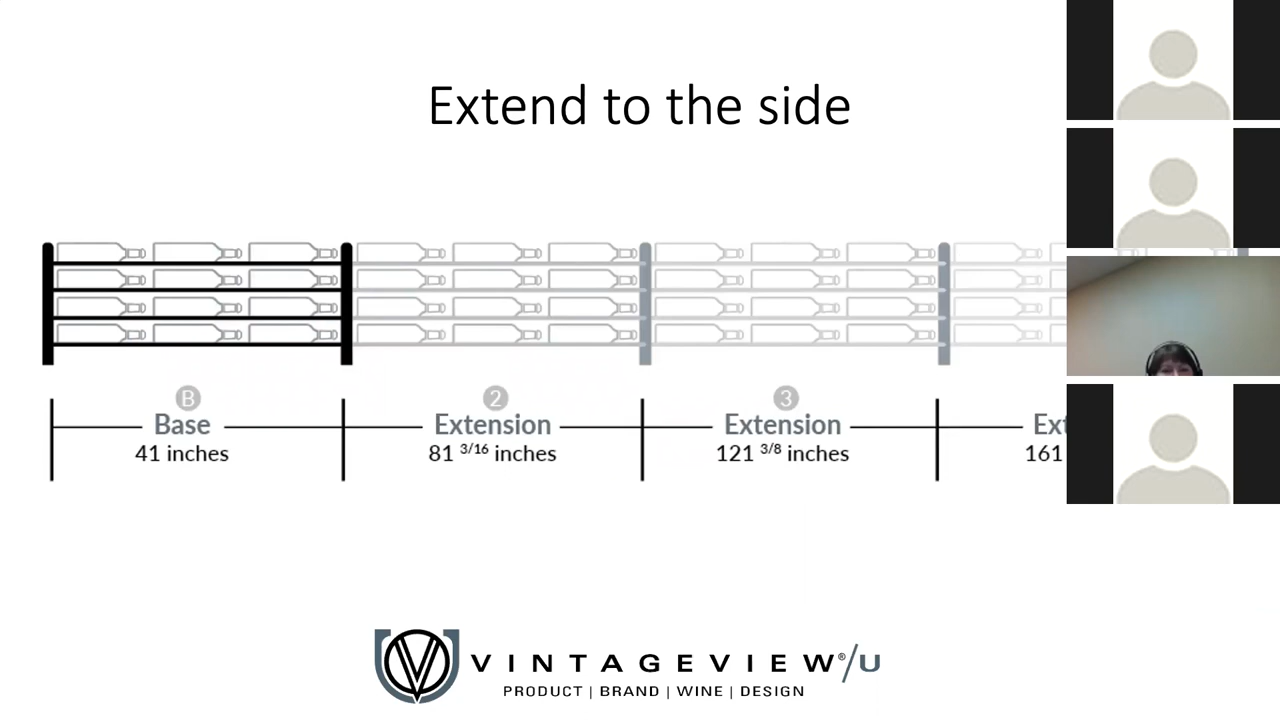 Extend to the side
B 2 3
Base Extension Extension
41 inches 81 3/16 inches 121 3/8 inches 161
VINTAGEVIEW®/U
PRODUCT | BRAND | WINE | DESIGN